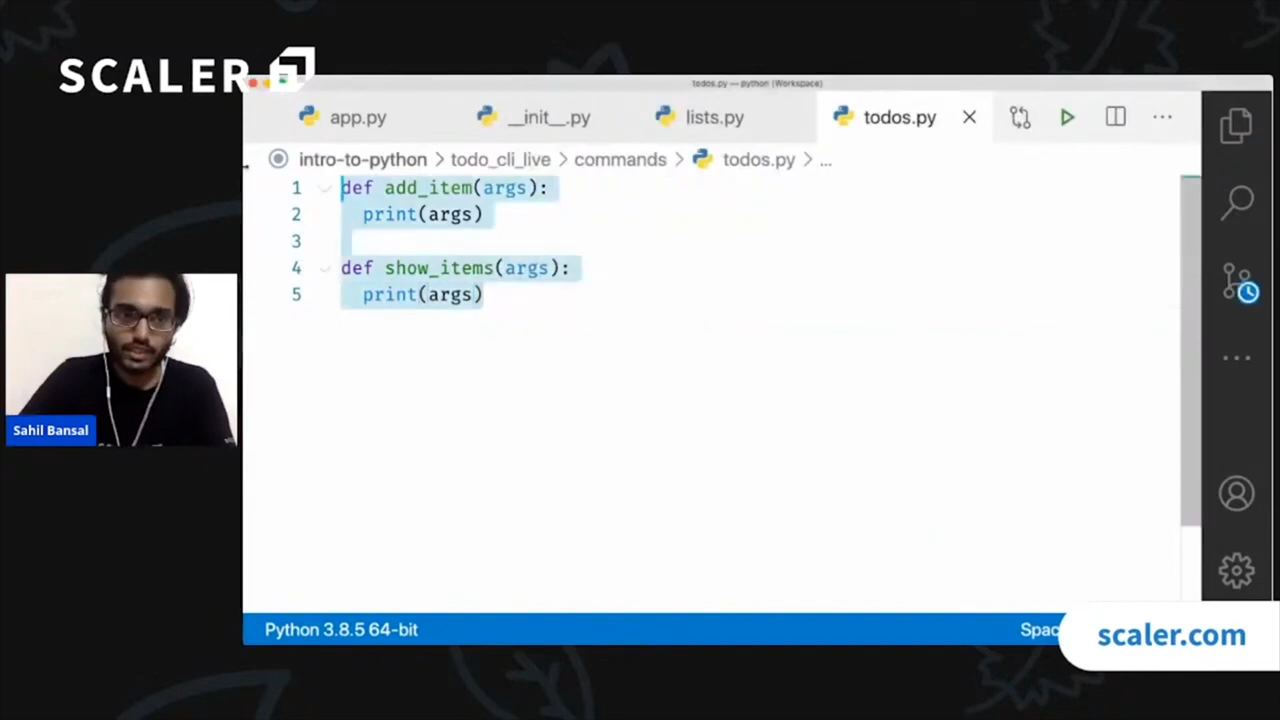 SCALER
todos.py — python (Workspace)
app.py
__init__.py
lists.py
todos.py
intro-to-python > todo_cli_live > commands > todos.py > ...
1 def add_item(args):
2 print(args)
3
4 def show_items(args):
5 print(args)
Sahil Bansal
Python 3.8.5 64-bit
Spac
scaler.com